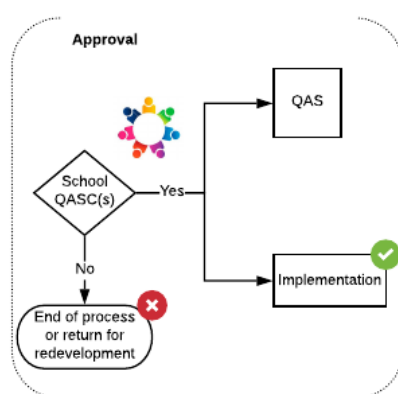 Approval
QAS
School
QASC(s)
Yes
No
Implementation
End of process
or return for
redevelopment